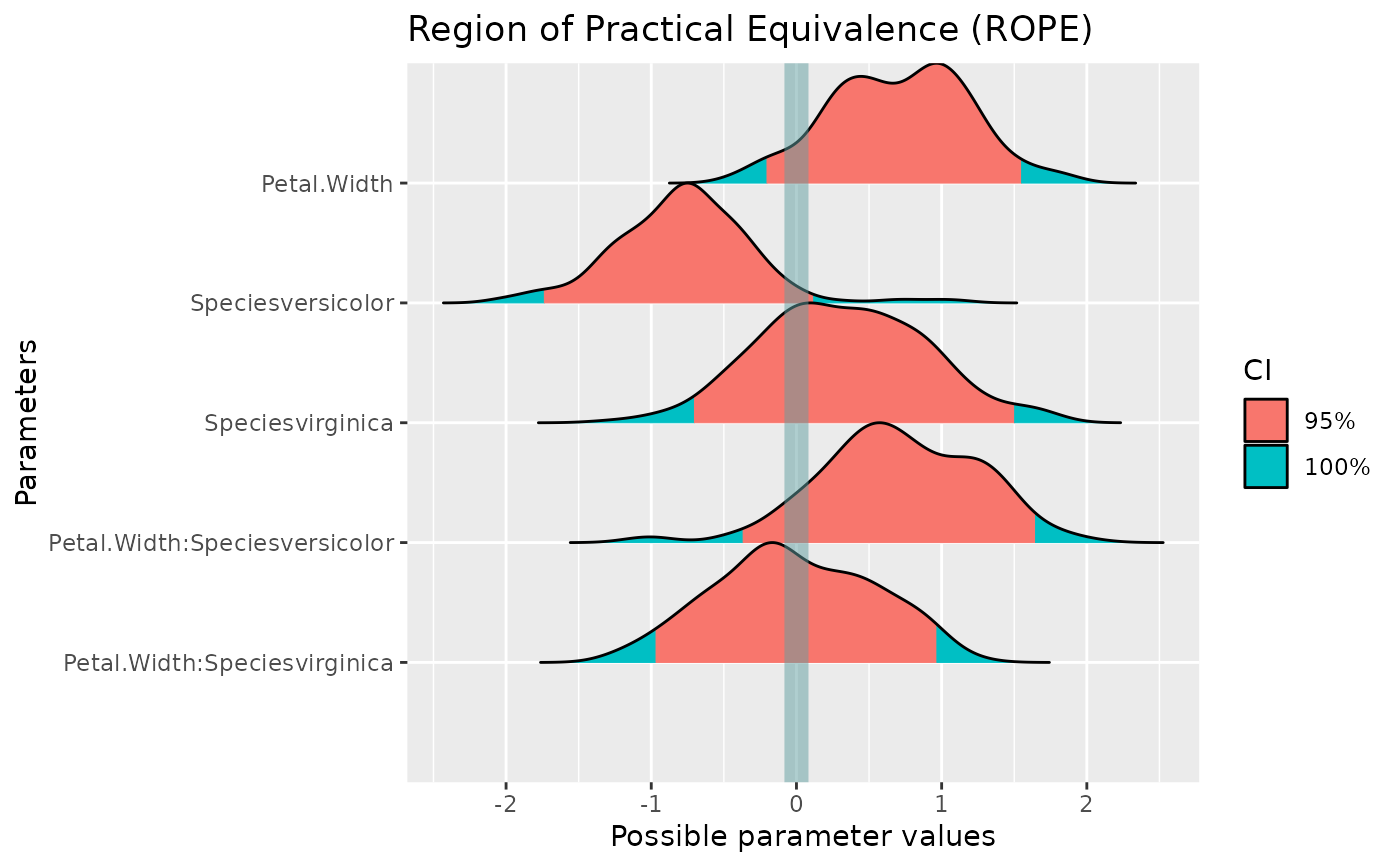 Region of Practical Equivalence (ROPE)
Parameters
Petal.Width
Speciesversicolor
Speciesvirginica
Petal.Width:Speciesversicolor
Petal.Width:Speciesvirginica
-2 -1 0 1 2
Possible parameter values
CI
95%
100%